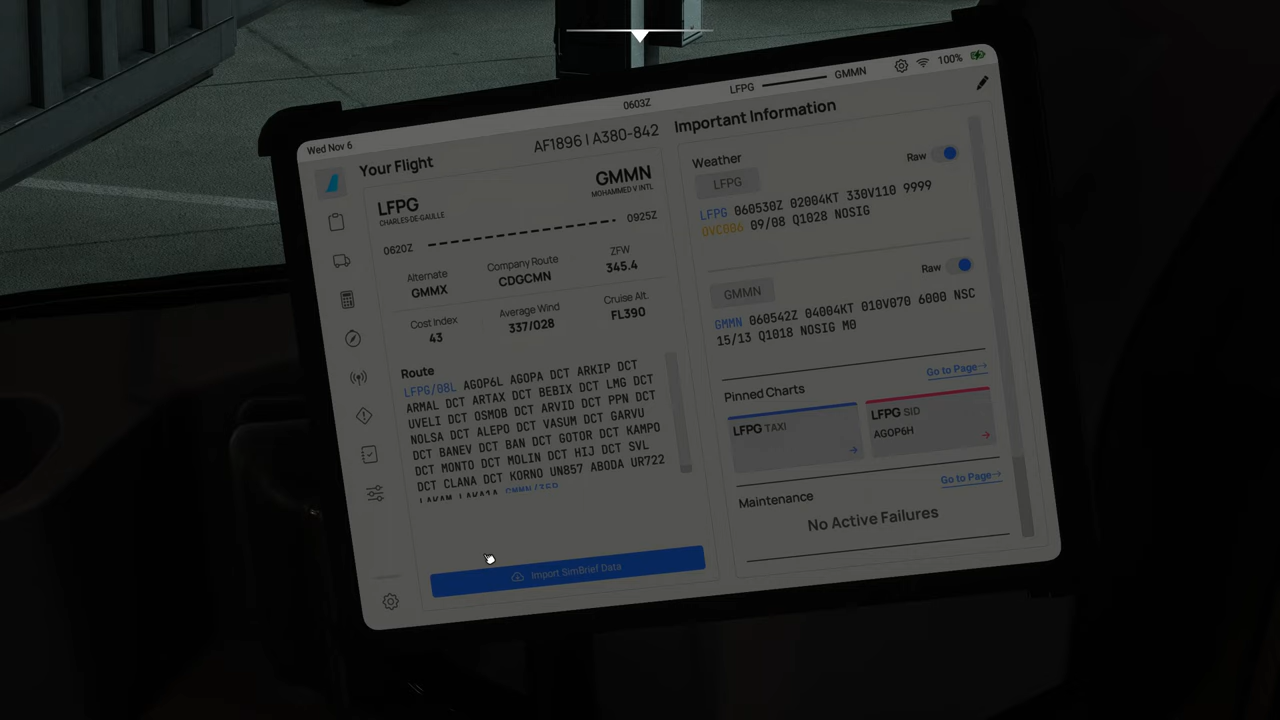 Wed Nov 6
0603Z
LFPG
GMMN
100%
Your Flight
AF1896 | A380-842
LFPG
CHARLES-DE-GAULLE
GMMN
MOHAMMED V INTL
0620Z
0925Z
Alternate
GMMX
Company Route
CDGCMN
ZFW
345.4
Cost Index
43
Average Wind
337/028
Cruise Alt.
FL390
Route
LFPG/08L AGOP6L AGOPA DCT ARKIP DCT
ARMAL DCT ARTAX DCT BEBIX DCT LMG DCT
UVELI DCT OSMOB DCT ARVID DCT PPN DCT
NOLSA DCT ALEPO DCT VASUM DCT GARVU
DCT BANEV DCT BAN DCT GOTOR DCT KAMPO
DCT MONTO DCT MOLIN DCT HIJ DCT SVL
DCT CLANA DCT KORNO UN857 ABODA UR722
Import SimBrief Data
Important Information
Weather
Raw
LFPG
LFPG 060530Z 02004KT 330V110 9999
OVC086 09/08 Q1028 NOSIG
Raw
GMMN
GMMN 060542Z 04004KT 010V070 6000 NSC
15/13 Q1018 NOSIG M0
Pinned Charts
Go to Page
LFPG TAXI
LFPG SID
AGOP6H
Maintenance
Go to Page
No Active Failures